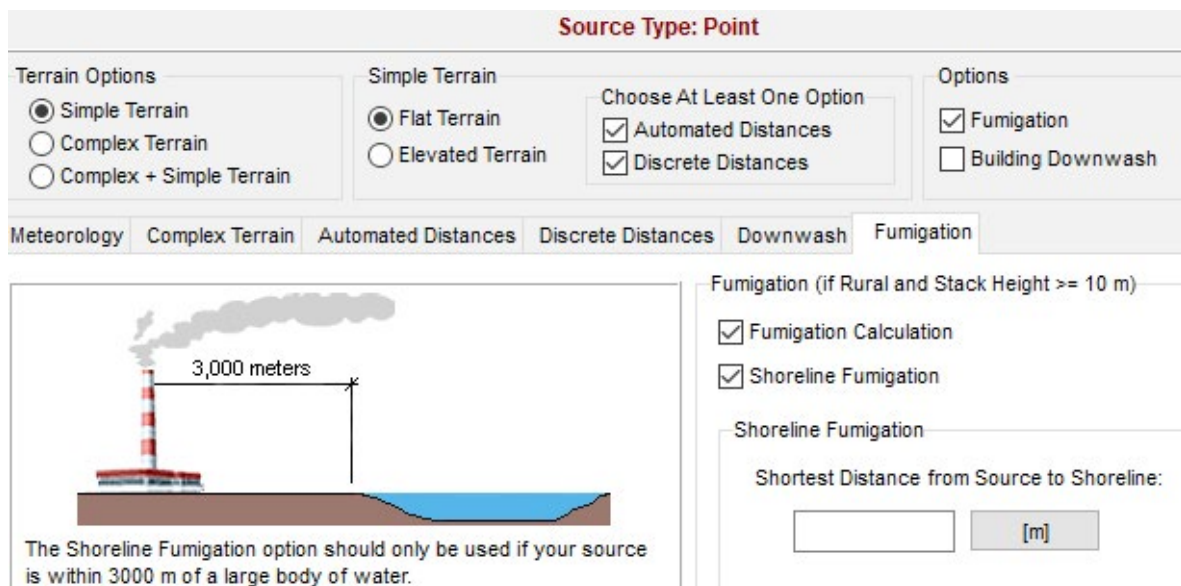 Source Type: Point
Terrain Options
Simple Terrain
Complex Terrain
Complex + Simple Terrain
Simple Terrain
Flat Terrain
Elevated Terrain
Choose At Least One Option
Automated Distances
Discrete Distances
Options
Fumigation
Building Downwash
Meteorology Complex Terrain Automated Distances Discrete Distances Downwash Fumigation
3,000 meters
The Shoreline Fumigation option should only be used if your source
is within 3000 m of a large body of water.
Fumigation (if Rural and Stack Height >= 10 m)
Fumigation Calculation
Shoreline Fumigation
Shoreline Fumigation
Shortest Distance from Source to Shoreline:
[m]